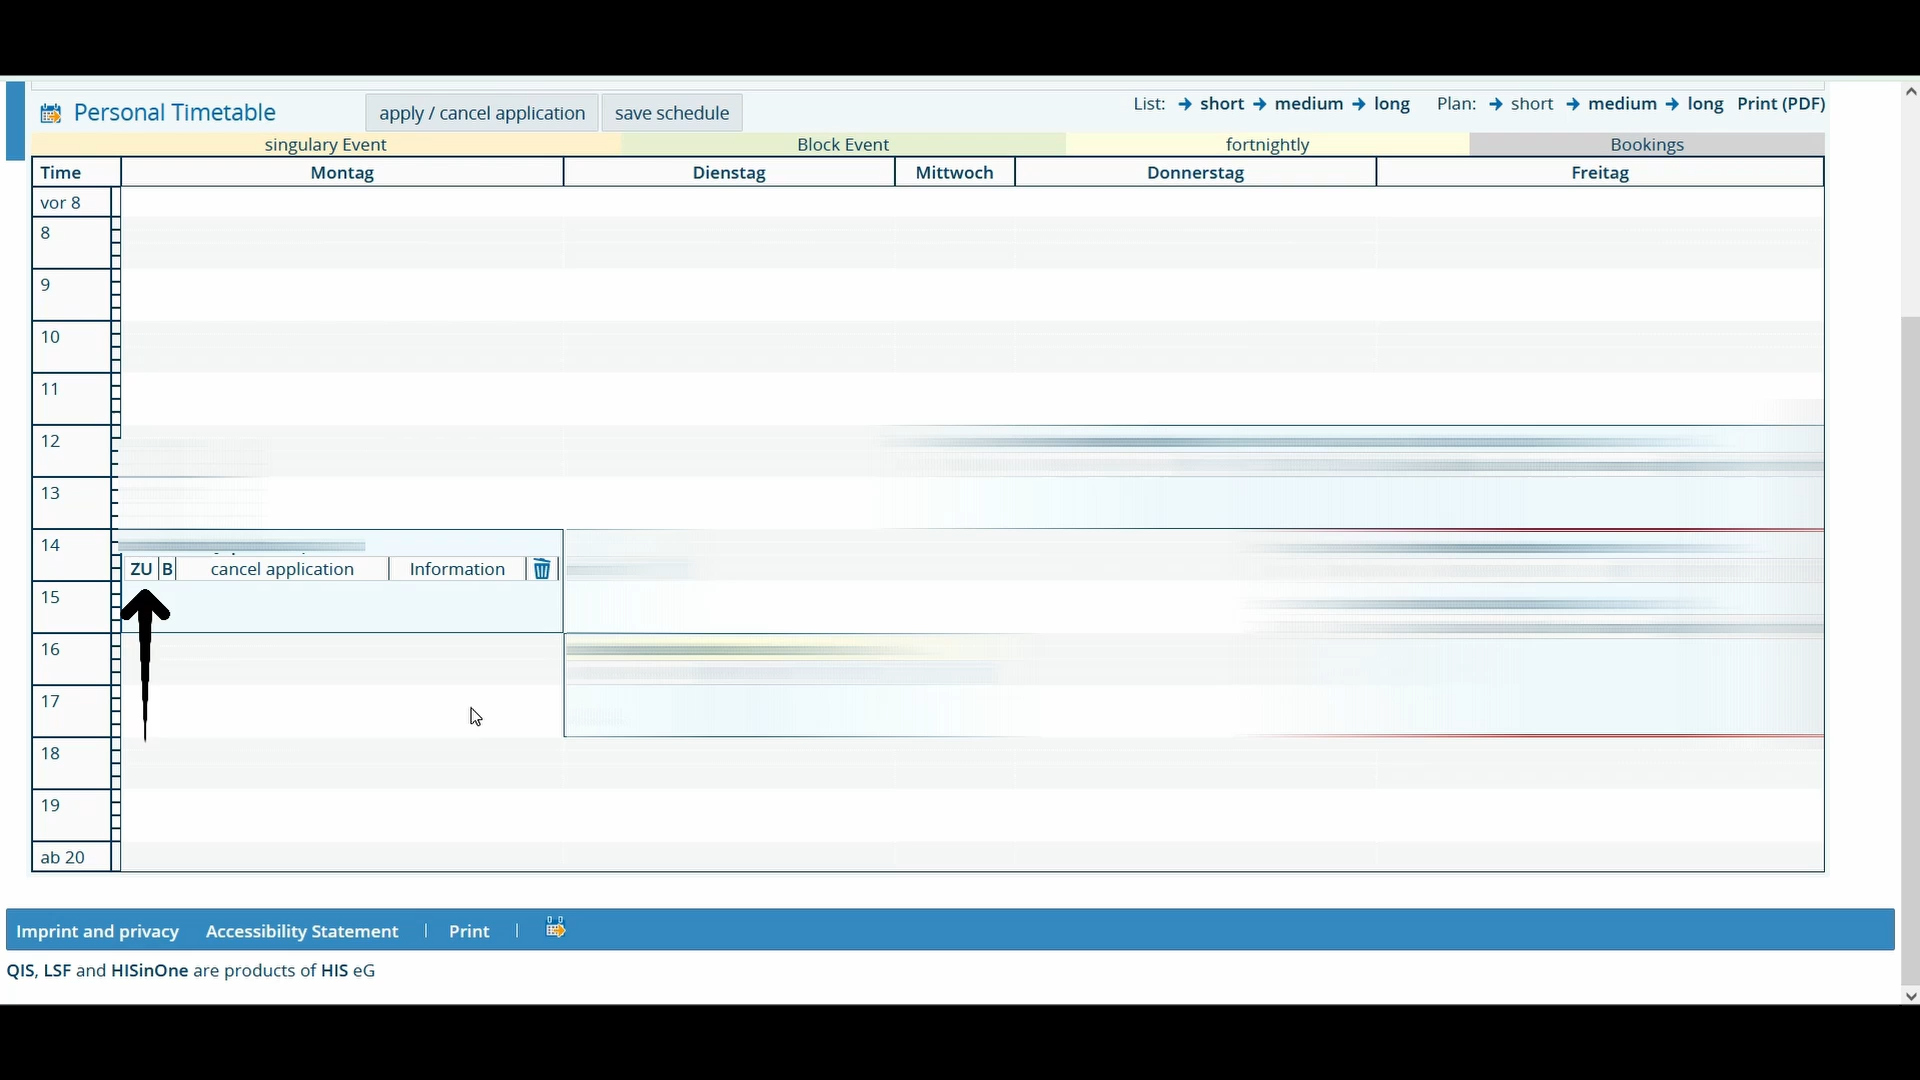 Personal Timetable apply / cancel application save schedule List: short medium long Plan: short medium long Print (PDF)
singulary Event Block Event fortnightly Bookings
Time Montag Dienstag Mittwoch Donnerstag Freitag
vor 8
8
9
10
11
12
13
14
ZU B cancel application Information
15
16
17
18
19
ab 20
Imprint and privacy Accessibility Statement | Print |
QIS, LSF and HISinOne are products of HIS eG